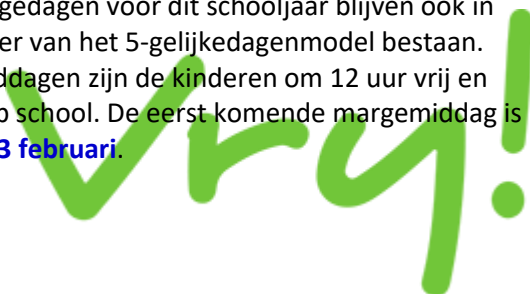 gedagen voor dit schooljaar blijven ook in
er van het 5-gelijkedagenmodel bestaan.
ddagen zijn de kinderen om 12 uur vrij en
school. De eerst komende margemiddag is
3 februari.
Vry!